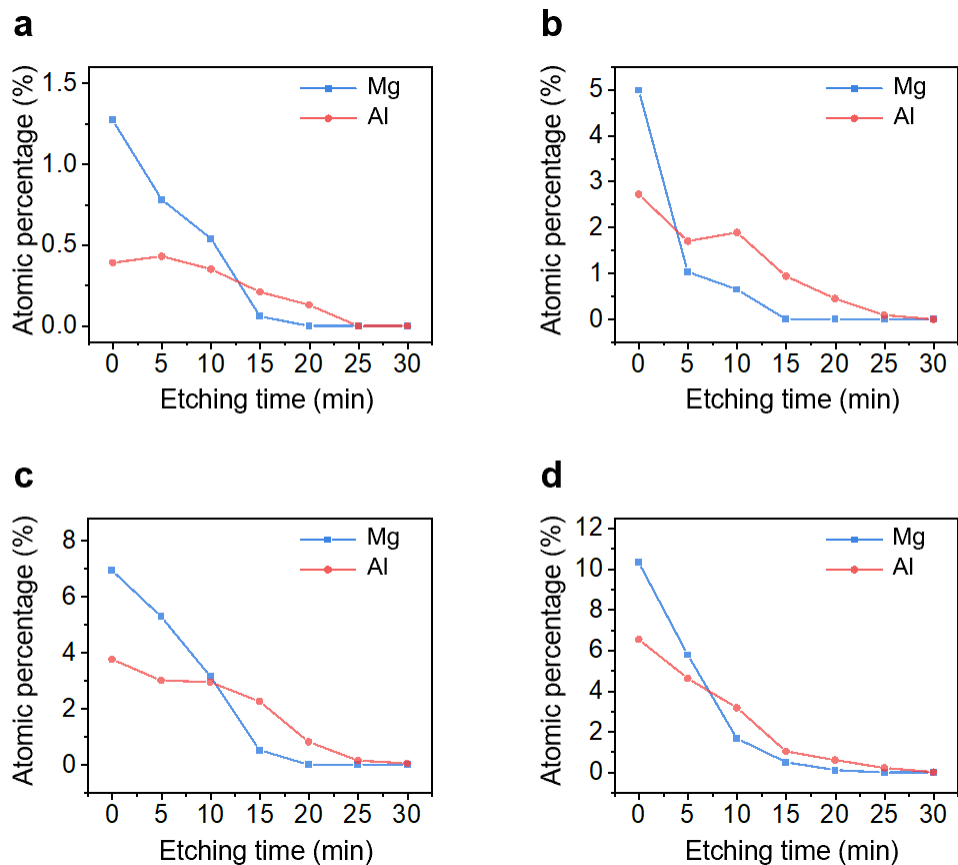 a
Atomic percentage (%)
1.5
1.0
0.5
0.0
Mg
Al
0 5 10 15 20 25 30
Etching time (min)
b
Atomic percentage (%)
5
4
3
2
1
0
Mg
Al
0 5 10 15 20 25 30
Etching time (min)
c
Atomic percentage (%)
8
6
4
2
0
Mg
Al
0 5 10 15 20 25 30
Etching time (min)
d
Atomic percentage (%)
12
10
8
6
4
2
0
Mg
Al
0 5 10 15 20 25 30
Etching time (min)